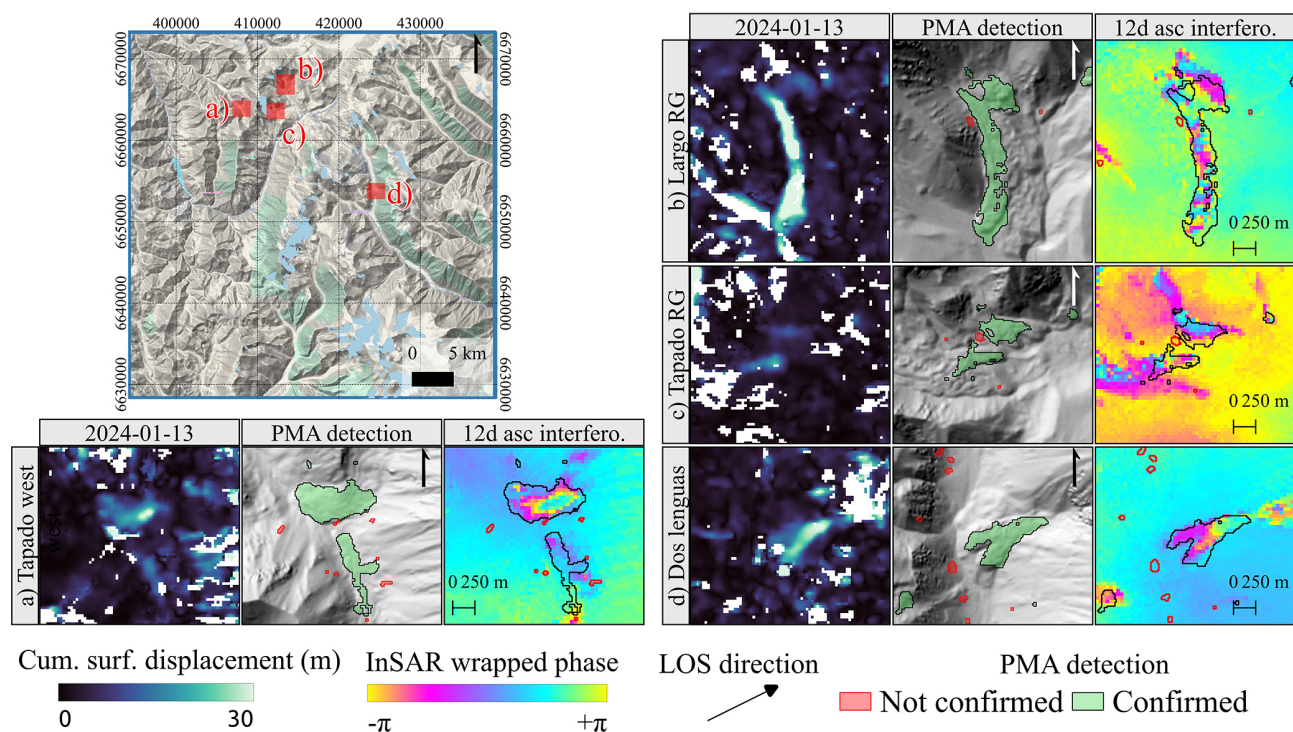 400000 410000 420000 430000
6670000 6660000 6650000 6640000 6630000
6670000 6660000 6650000 6640000 6630000
a)
b)
c)
d)
0 5 km
2024-01-13 PMA detection 12d asc interfero.
a) Tapado west
west
0 250 m
2024-01-13 PMA detection 12d asc interfero.
b) Largo RG
0 250 m
c) Tapado RG
0 250 m
d) Dos lenguas
0 250 m
Cum. surf. displacement (m)
0 30
InSAR wrapped phase
-π +π
LOS direction
PMA detection
Not confirmed Confirmed